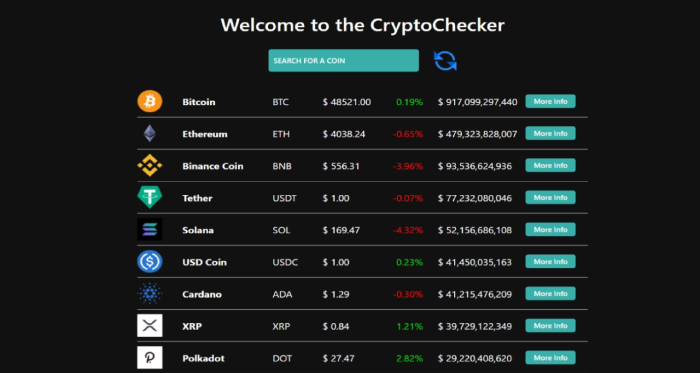 Welcome to the CryptoChecker
SEARCH FOR A COIN
Bitcoin BTC $ 48521.00 0.19% $ 917,099,297,440 More Info
Ethereum ETH $ 4038.24 -0.65% $ 479,323,828,007 More Info
Binance Coin BNB $ 556.31 -3.96% $ 93,536,624,936 More Info
Tether USDT $ 1.00 -0.07% $ 77,232,080,046 More Info
Solana SOL $ 169.47 -4.32% $ 52,156,686,108 More Info
USD Coin USDC $ 1.00 0.23% $ 41,450,035,163 More Info
Cardano ADA $ 1.29 -0.30% $ 41,215,476,209 More Info
XRP XRP $ 0.84 1.21% $ 39,729,122,349 More Info
Polkadot DOT $ 27.47 2.82% $ 29,220,408,620 More Info